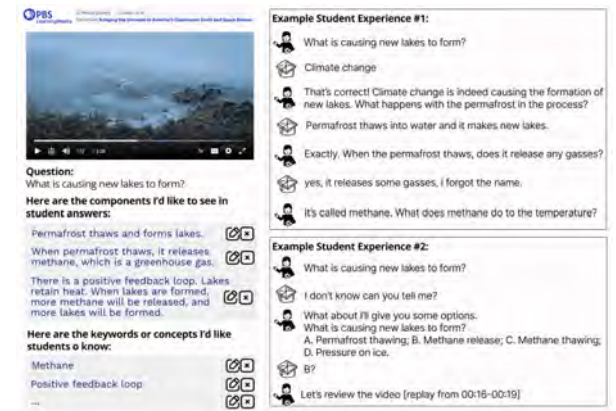 PBS
LearningMedia
Question:
What is causing new lakes to form?
Here are the components I'd like to see in
student answers:
Permafrost thaws and forms lakes.
When permafrost thaws, it releases
methane, which is a greenhouse gas.
There is a positive feedback loop. Lakes
retain heat. When lakes are formed,
more methane will be released, and
more lakes will be formed.
Here are the keywords or concepts I'd like
students o know:
Methane
Positive feedback loop
...
Example Student Experience #1:
What is causing new lakes to form?
Climate change
That's correct! Climate change is indeed causing the formation of
new lakes. What happens with the permafrost in the process?
Permafrost thaws into water and it makes new lakes.
Exactly. When the permafrost thaws, does it release any gasses?
yes, it releases some gasses, i forgot the name.
It's called methane. What does methane do to the temperature?
Example Student Experience #2:
What is causing new lakes to form?
I don't know can you tell me?
What about I'll give you some options.
What is causing new lakes to form?
A. Permafrost thawing; B. Methane release; C. Methane thawing;
D. Pressure on ice.
B?
Let's review the video [replay from 00:16-00:19]